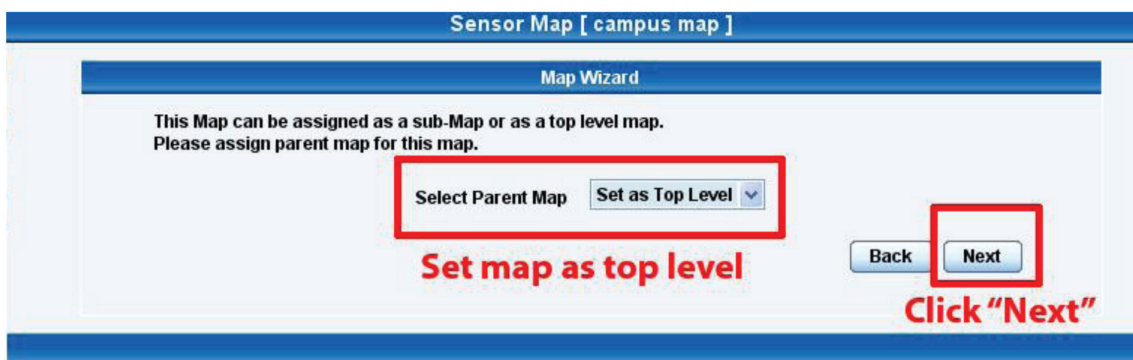 Sensor Map [ campus map ]
Map Wizard
This Map can be assigned as a sub-Map or as a top level map.
Please assign parent map for this map.
Select Parent Map Set as Top Level
Set map as top level
Back Next
Click “Next”